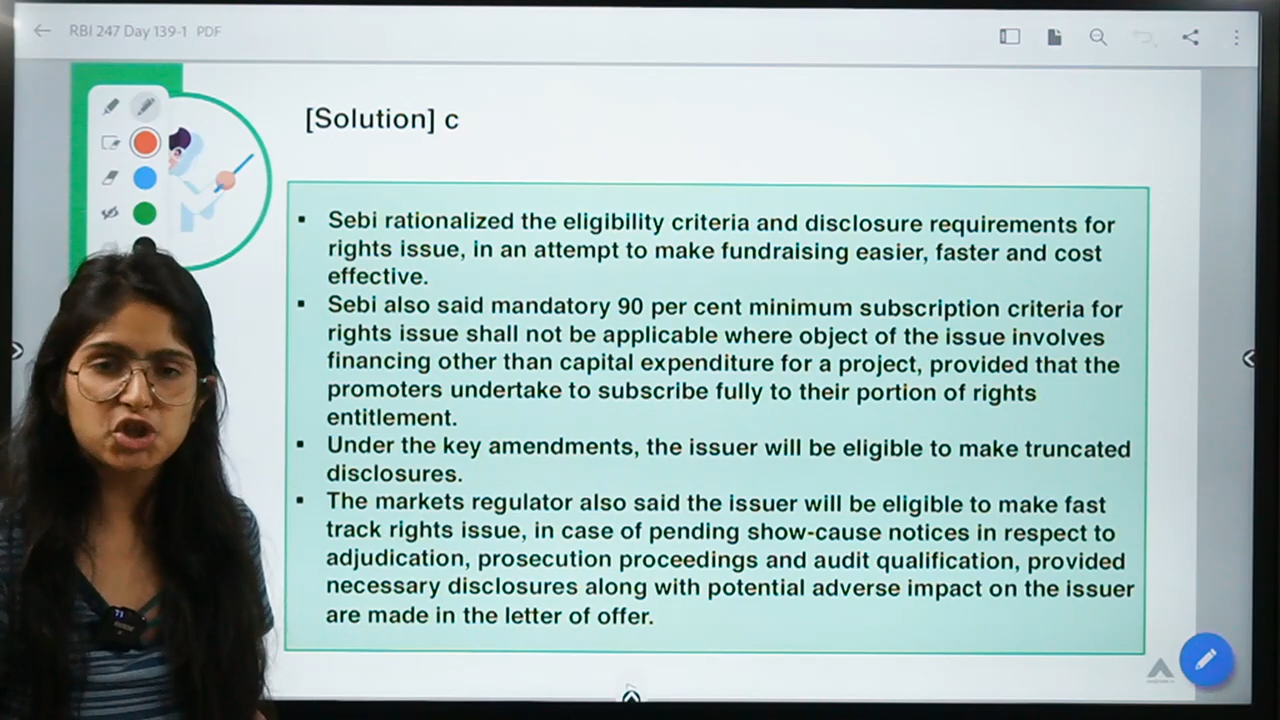 RBI 247 Day 139-1 PDF
[Solution] c
▪ Sebi rationalized the eligibility criteria and disclosure requirements for
rights issue, in an attempt to make fundraising easier, faster and cost
effective.
▪ Sebi also said mandatory 90 per cent minimum subscription criteria for
rights issue shall not be applicable where object of the issue involves
financing other than capital expenditure for a project, provided that the
promoters undertake to subscribe fully to their portion of rights
entitlement.
▪ Under the key amendments, the issuer will be eligible to make truncated
disclosures.
▪ The markets regulator also said the issuer will be eligible to make fast
track rights issue, in case of pending show-cause notices in respect to
adjudication, prosecution proceedings and audit qualification, provided
necessary disclosures along with potential adverse impact on the issuer
are made in the letter of offer.